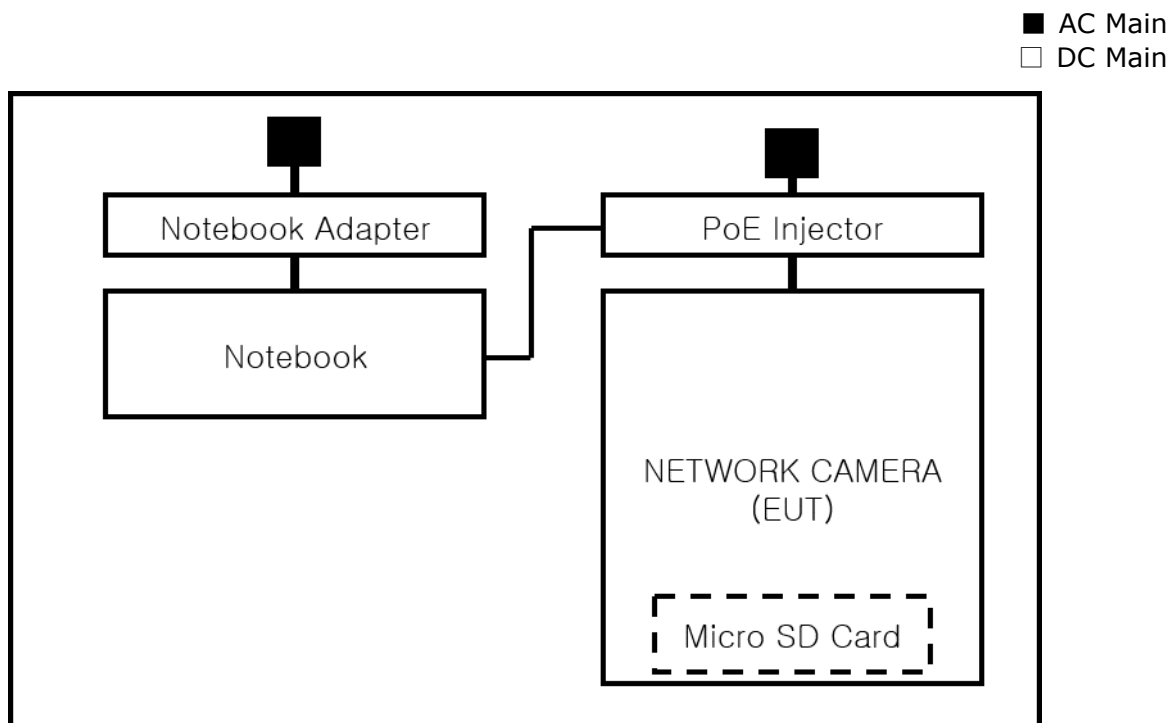 ■ AC Main
□ DC Main
Notebook Adapter
PoE Injector
Notebook
NETWORK CAMERA
(EUT)
Micro SD Card